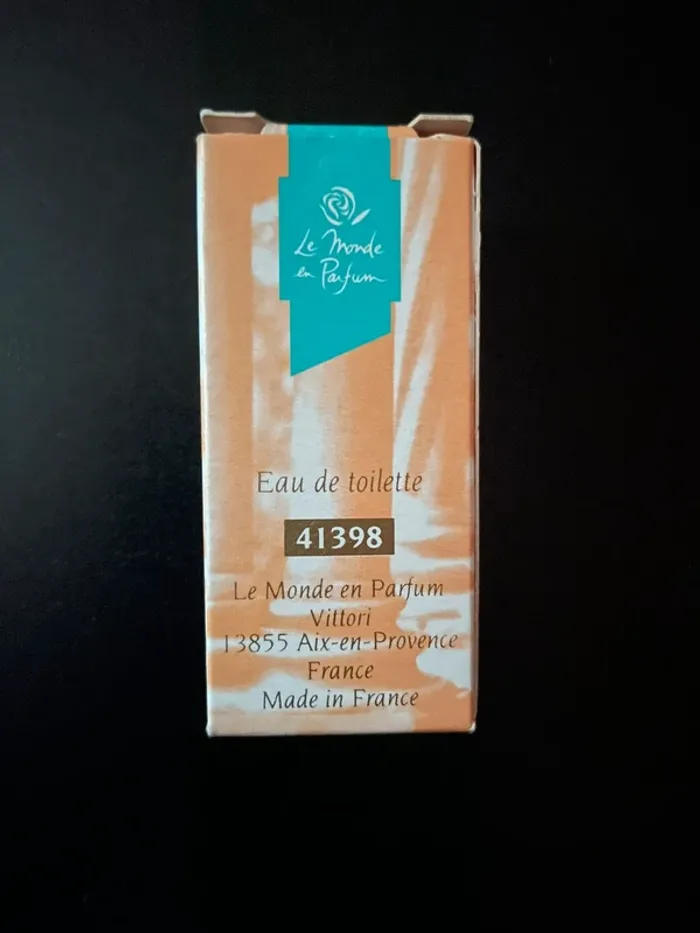 Le Monde
en Parfum
Eau de toilette
41398
Le Monde en Parfum
Vittori
13855 Aix-en-Provence
France
Made in France